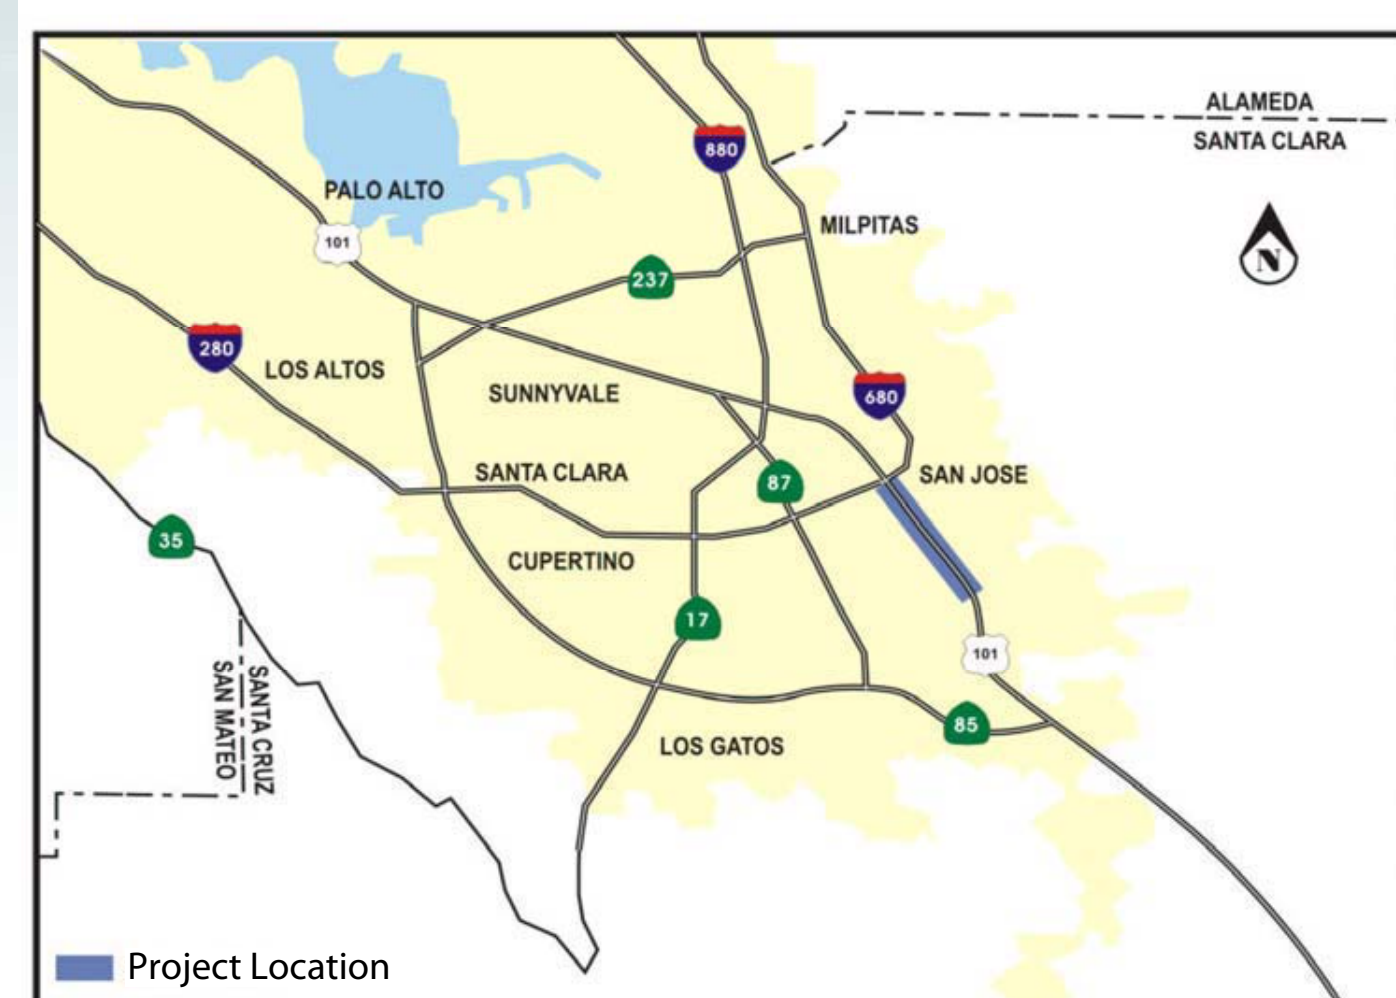 ALAMEDA
SANTA CLARA
880
PALO ALTO
MILPITAS
101
237
N
280
LOS ALTOS
SUNNYVALE
680
SANTA CLARA
87
SAN JOSE
35
CUPERTINO
17
101
SANTA CRUZ
SAN MATEO
85
LOS GATOS
Project Location